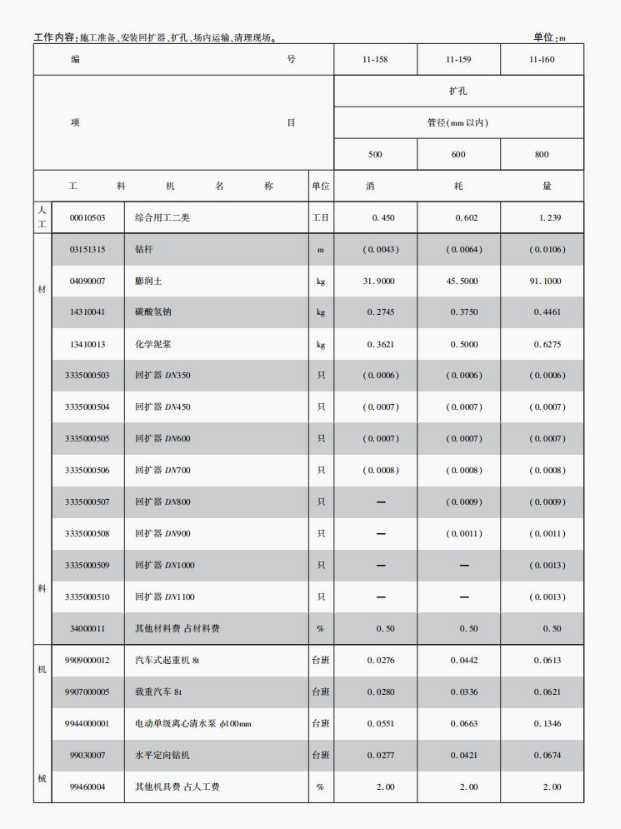 工作内容:施工准备、安装回扩器、扩孔、场内运输、清理现场。 单位:m
编 号 11-158 11-159 11-160
项 目 扩孔
管径(mm以内)
500 600 800
工 料 机 名 称 单位 消 耗 量
人工 00010503 综合用工二类 工日 0.450 0.602 1.239
材料 03151315 钻杆 m (0.0043) (0.0064) (0.0106)
04090007 膨润土 kg 31.9000 45.5000 91.1000
14310041 碳酸氢钠 kg 0.2745 0.3750 0.4461
13410013 化学泥浆 kg 0.3621 0.5000 0.6275
3335000503 回扩器 DN350 只 (0.0006) (0.0006) (0.0006)
3335000504 回扩器 DN450 只 (0.0007) (0.0007) (0.0007)
3335000505 回扩器 DN600 只 (0.0007) (0.0007) (0.0007)
3335000506 回扩器 DN700 只 (0.0008) (0.0008) (0.0008)
3335000507 回扩器 DN800 只 — (0.0009) (0.0009)
3335000508 回扩器 DN900 只 — (0.0011) (0.0011)
3335000509 回扩器 DN1000 只 — — (0.0013)
3335000510 回扩器 DN1100 只 — — (0.0013)
34000011 其他材料费 占材料费 % 0.50 0.50 0.50
机械 9909000012 汽车式起重机 8t 台班 0.0276 0.0442 0.0613
9907000005 载重汽车 8t 台班 0.0280 0.0336 0.0621
9944000001 电动单级离心清水泵 ϕ100mm 台班 0.0551 0.0663 0.1346
99030007 水平定向钻机 台班 0.0277 0.0421 0.0674
99460004 其他机具费 占人工费 % 2.00 2.00 2.00